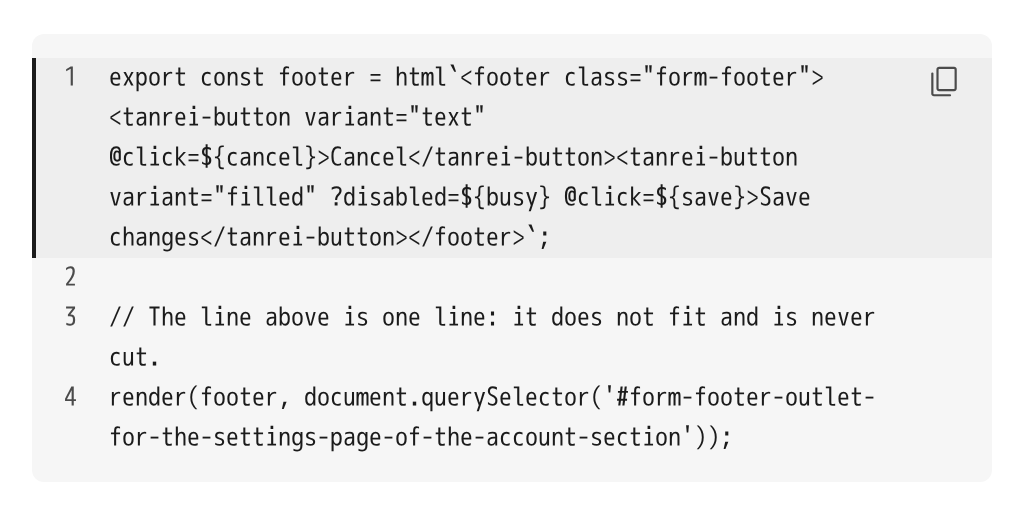 1 export const footer = html`<footer class="form-footer">
<tanrei-button variant="text"
@click=${cancel}>Cancel</tanrei-button><tanrei-button
variant="filled" ?disabled=${busy} @click=${save}>Save
changes</tanrei-button></footer>`;
2
3 // The line above is one line: it does not fit and is never
cut.
4 render(footer, document.querySelector('#form-footer-outlet-
for-the-settings-page-of-the-account-section'));